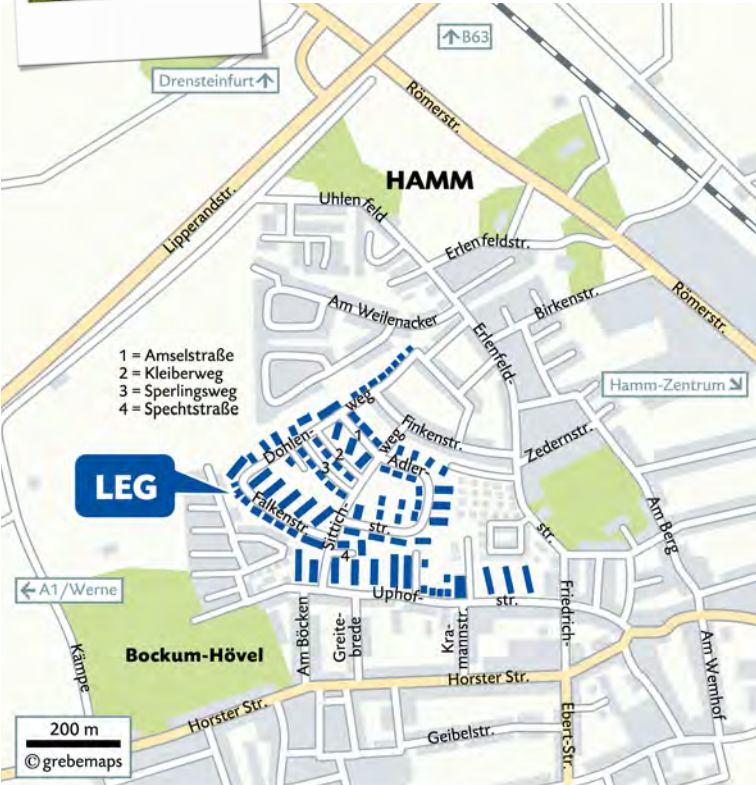 ↑B63
Drensteinfurt↑
Römerstr.
HAMM
Uhlenfeld
Lipperandstr.
Erlenfeldstr.
Birkenstr.
Römerstr.
Am Weilenacker
Erlenfeld-
1 = Amselstraße
2 = Kleiberweg
3 = Sperlingsweg
4 = Spechtstraße
Hamm-Zentrum↘
weg
Dohlen-
1
2
3
weg
Finkenstr.
Adler-
Zedernstr.
LEG
Falkenstr.
Sittich-
str.
4
str.
Am Berg
←A1/Werne
Uphof-
str.
Friedrich-
Am Böcken
Greite-
brede
Kra-
mannstr.
Kämpe
Bockum-Hövel
Horster Str.
Am Wemhof
Horster Str.
Geibelstr.
Ebert-Str.
200 m
© grebemaps